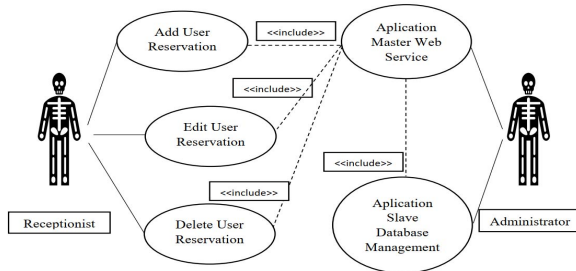 Add User
Reservation
<<include>>
Aplication
Master Web
Service
<<include>>
Edit User
Reservation
<<include>>
<<include>>
Receptionist
Delete User
Reservation
Aplication
Slave
Database
Management
Administrator